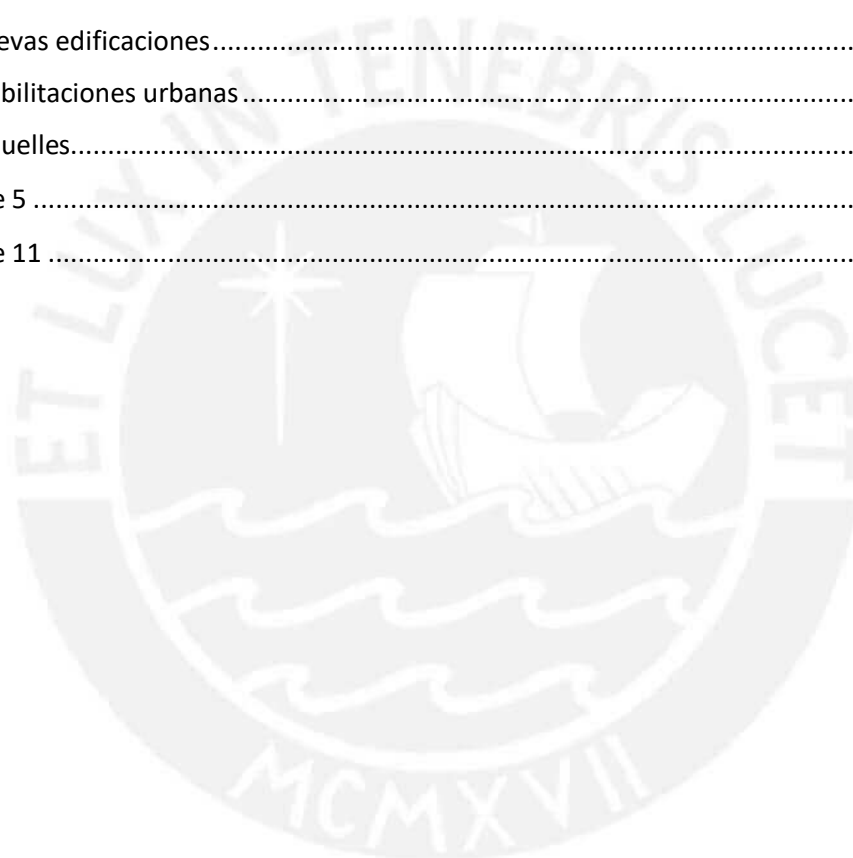 evas edificaciones....................................................................................................
bilitaciones urbanas................................................................................................
uelles.........................................................................................................................
e 5 ..............................................................................................................................
e 11 ............................................................................................................................
ET LUX IN TENEBRIS LUCET
MCMXVII